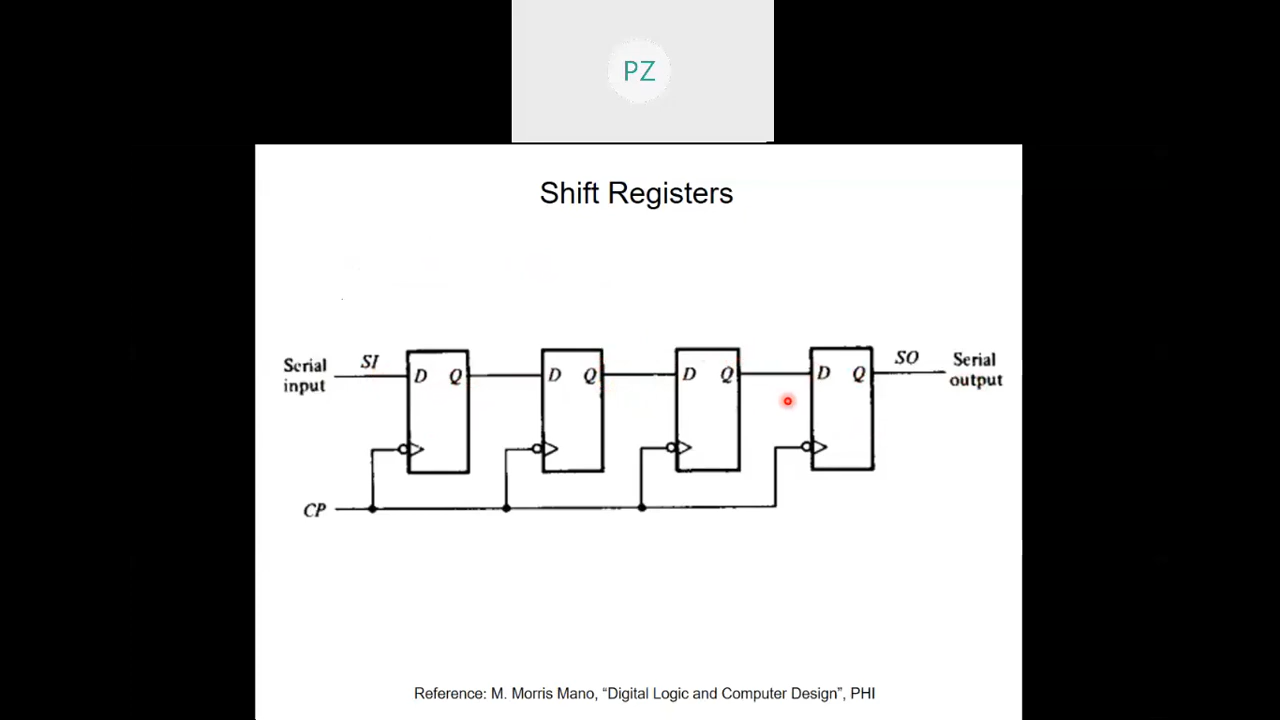 PZ
Shift Registers
Serial
input
SI
D Q
D Q
D Q
D Q
SO
Serial
output
CP
Reference: M. Morris Mano, “Digital Logic and Computer Design”, PHI